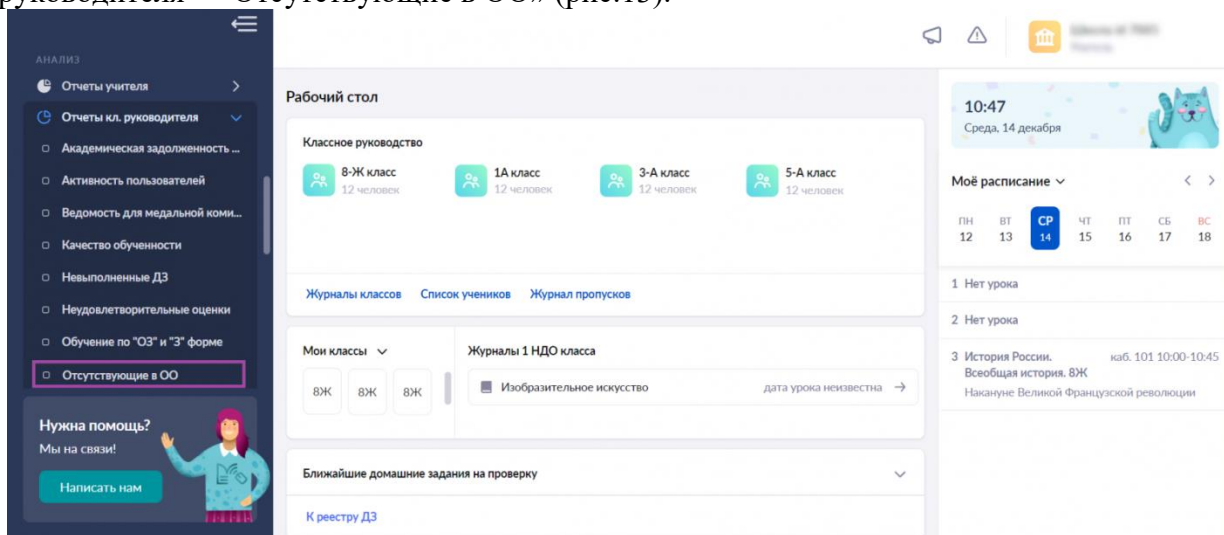 руководителя → Отсутствующие в ОО» (рис.15).
АНАЛИЗ
Отчеты учителя
Отчеты кл. руководителя
Академическая задолженность ...
Активность пользователей
Ведомость для медальной коми...
Качество обученности
Невыполненные ДЗ
Неудовлетворительные оценки
Обучение по "ОЗ" и "З" форме
Отсутствующие в ОО
Нужна помощь?
Мы на связи!
Написать нам
Рабочий стол
Классное руководство
8-Ж класс
12 человек
1А класс
12 человек
3-А класс
12 человек
5-А класс
12 человек
Журналы классов Список учеников Журнал пропусков
Мои классы
8Ж 8Ж 8Ж
Журналы 1 НДО класса
Изобразительное искусство дата урока неизвестна →
Ближайшие домашние задания на проверку
К реестру ДЗ
10:47
Среда, 14 декабря
Моё расписание
ПН ВТ СР ЧТ ПТ СБ ВС
12 13 14 15 16 17 18
1 Нет урока
2 Нет урока
3 История России. каб. 101 10:00-10:45
Всеобщая история. 8Ж
Накануне Великой Французской революции